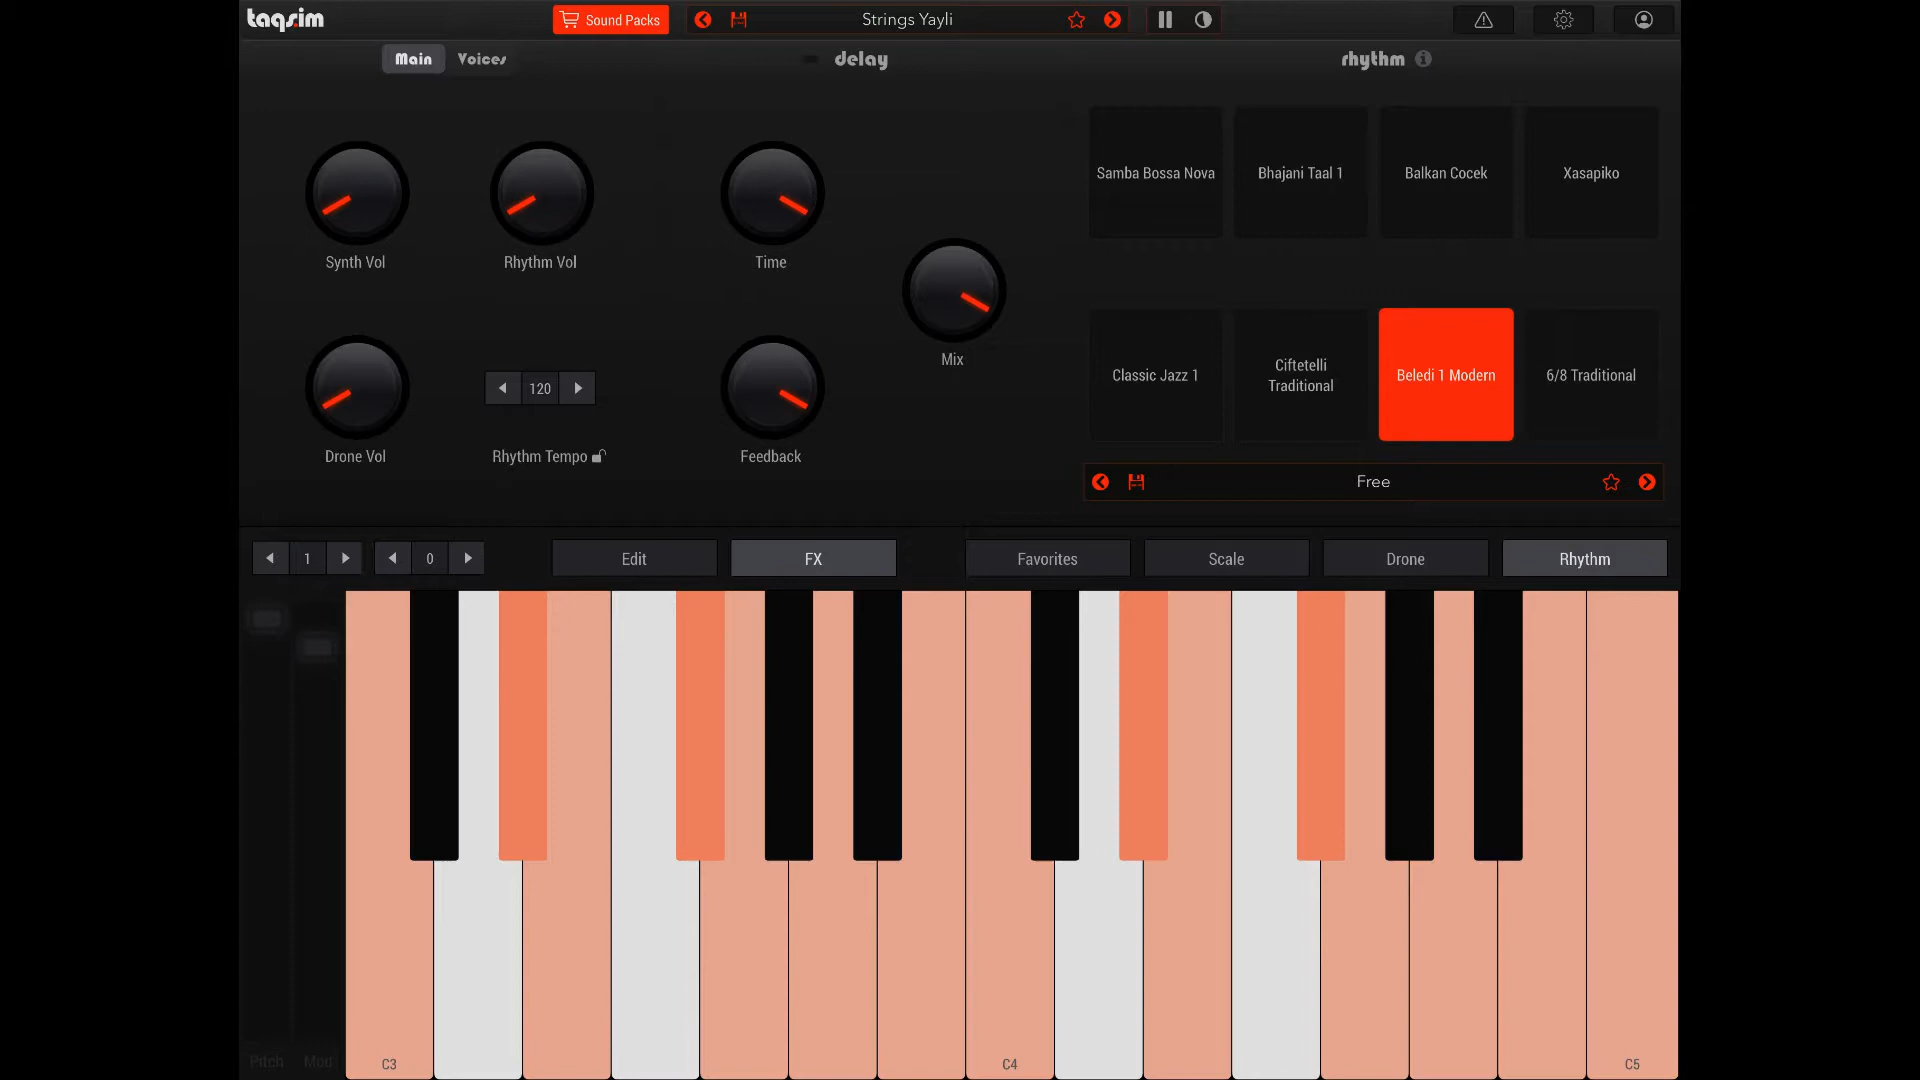 taqsim
Sound Packs
Strings Yayli
Main
Voices
delay
rhythm
Synth Vol
Rhythm Vol
Time
Mix
Drone Vol
120
Rhythm Tempo
Feedback
Samba Bossa Nova
Bhajani Taal 1
Balkan Cocek
Xasapiko
Classic Jazz 1
Ciftetelli
Traditional
Beledi 1 Modern
6/8 Traditional
Free
1
0
Edit
FX
Favorites
Scale
Drone
Rhythm
Pitch
Mod
C3
C4
C5